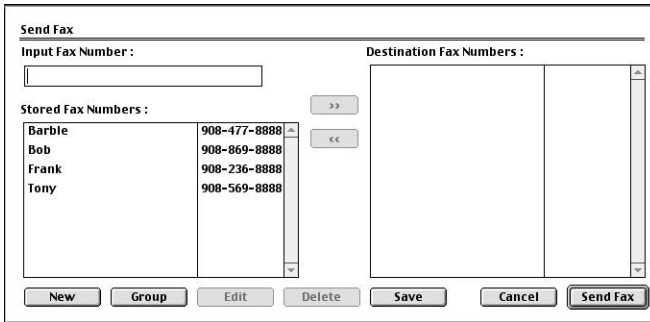 Send Fax
Input Fax Number :
Destination Fax Numbers :
>>
Stored Fax Numbers :
<<
Barble 908-477-8888
Bob 908-869-8888
Frank 908-236-8888
Tony 908-569-8888
New Group Edit Delete Save Cancel Send Fax